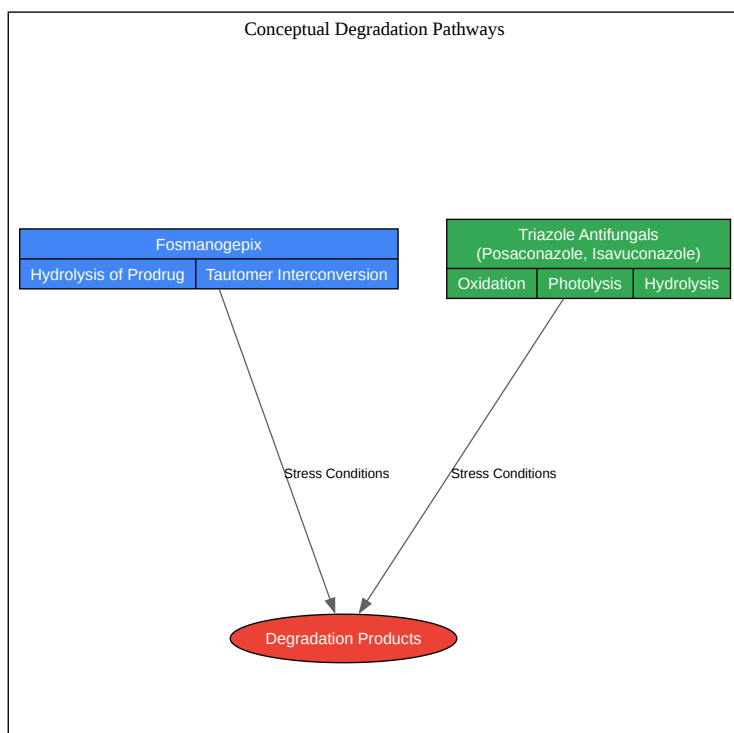 Conceptual Degradation Pathways
Fosmanogepix
Hydrolysis of Prodrug
Tautomer Interconversion
Triazole Antifungals
(Posaconazole, Isavuconazole)
Oxidation
Photolysis
Hydrolysis
Stress Conditions
Stress Conditions
Degradation Products